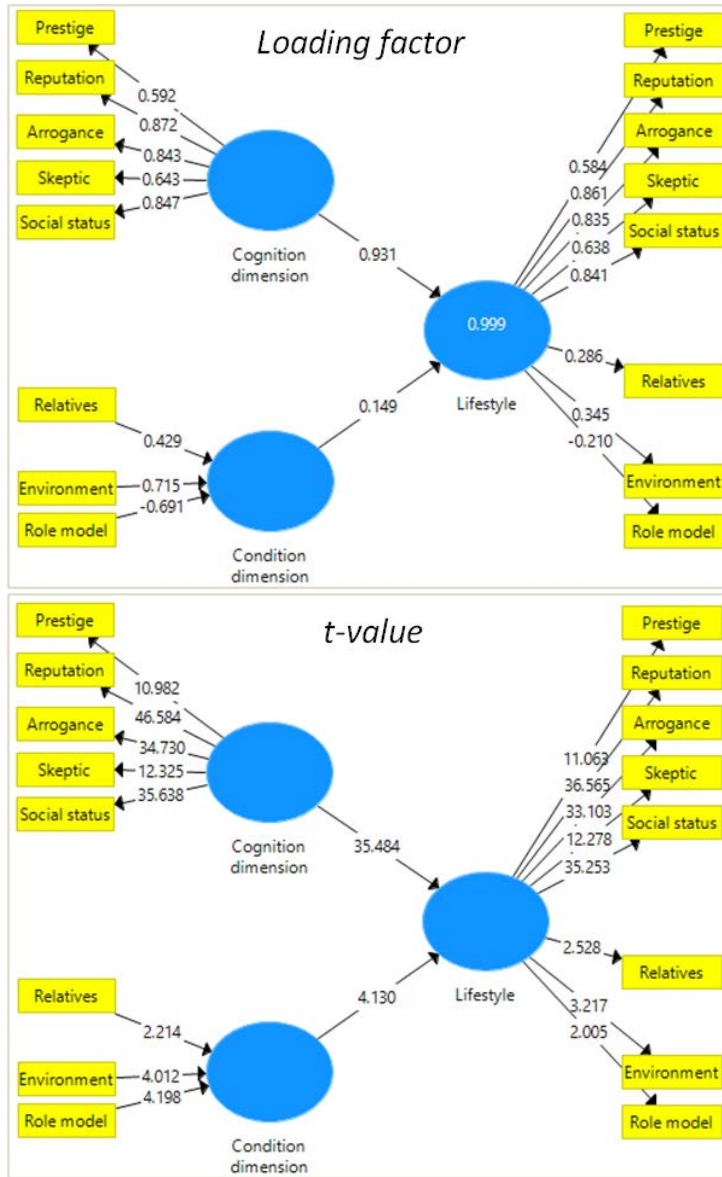 Loading factor
Prestige
Reputation
Arrogance
Skeptic
Social status
0.592
0.872
0.843
0.643
0.847
Cognition
dimension
0.931
Relatives
Environment
Role model
0.429
0.715
-0.691
Condition
dimension
0.149
0.999
Lifestyle
0.584
0.861
0.835
0.638
0.841
0.286
0.345
-0.210
Prestige
Reputation
Arrogance
Skeptic
Social status
Relatives
Environment
Role model
t-value
Prestige
Reputation
Arrogance
Skeptic
Social status
10.982
46.584
34.730
12.325
35.638
Cognition
dimension
35.484
Relatives
Environment
Role model
2.214
4.012
4.198
Condition
dimension
4.130
Lifestyle
11.063
36.565
33.103
12.278
35.253
2.528
3.217
2.005
Prestige
Reputation
Arrogance
Skeptic
Social status
Relatives
Environment
Role model